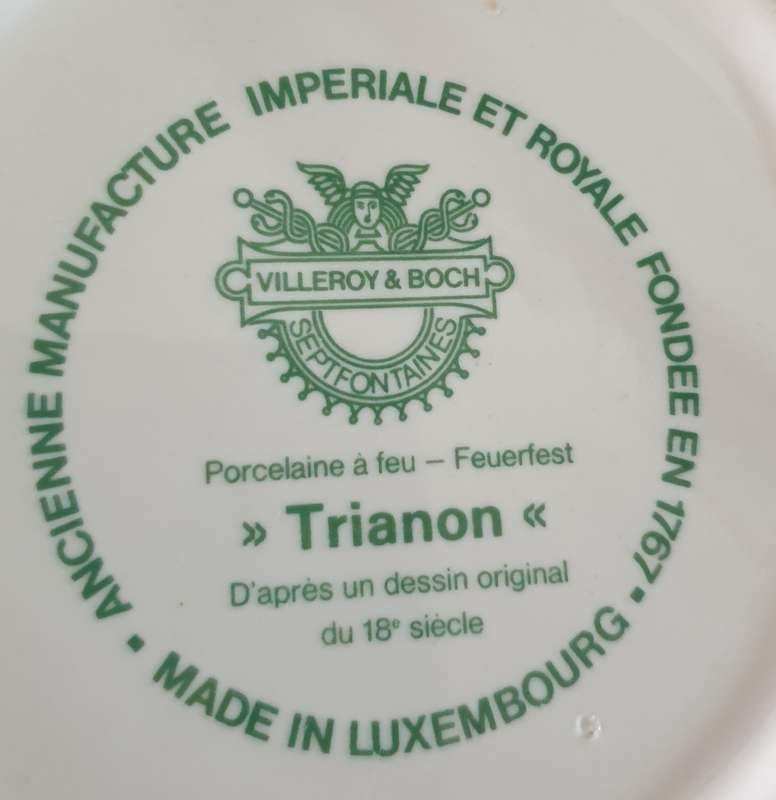 ANCIENNE MANUFACTURE IMPERIALE ET ROYALE FONDEE EN 1767 ▪
VILLEROY & BOCH
SEPTFONTAINES
Porcelaine à feu – Feuerfest
» Trianon «
D'après un dessin original
du 18e siècle
▪ MADE IN LUXEMBOURG